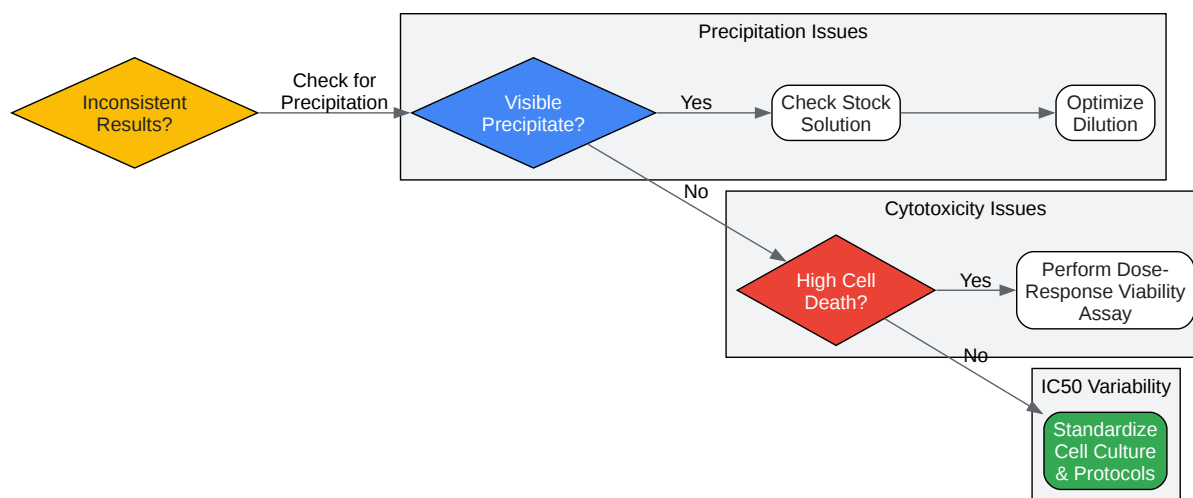 Precipitation Issues
Inconsistent
Results?
Check for
Precipitation
Visible
Precipitate?
Yes
Check Stock
Solution
Optimize
Dilution
No
Cytotoxicity Issues
High Cell
Death?
Yes
Perform Dose-
Response Viability
Assay
No
IC50 Variability
Standardize
Cell Culture
& Protocols